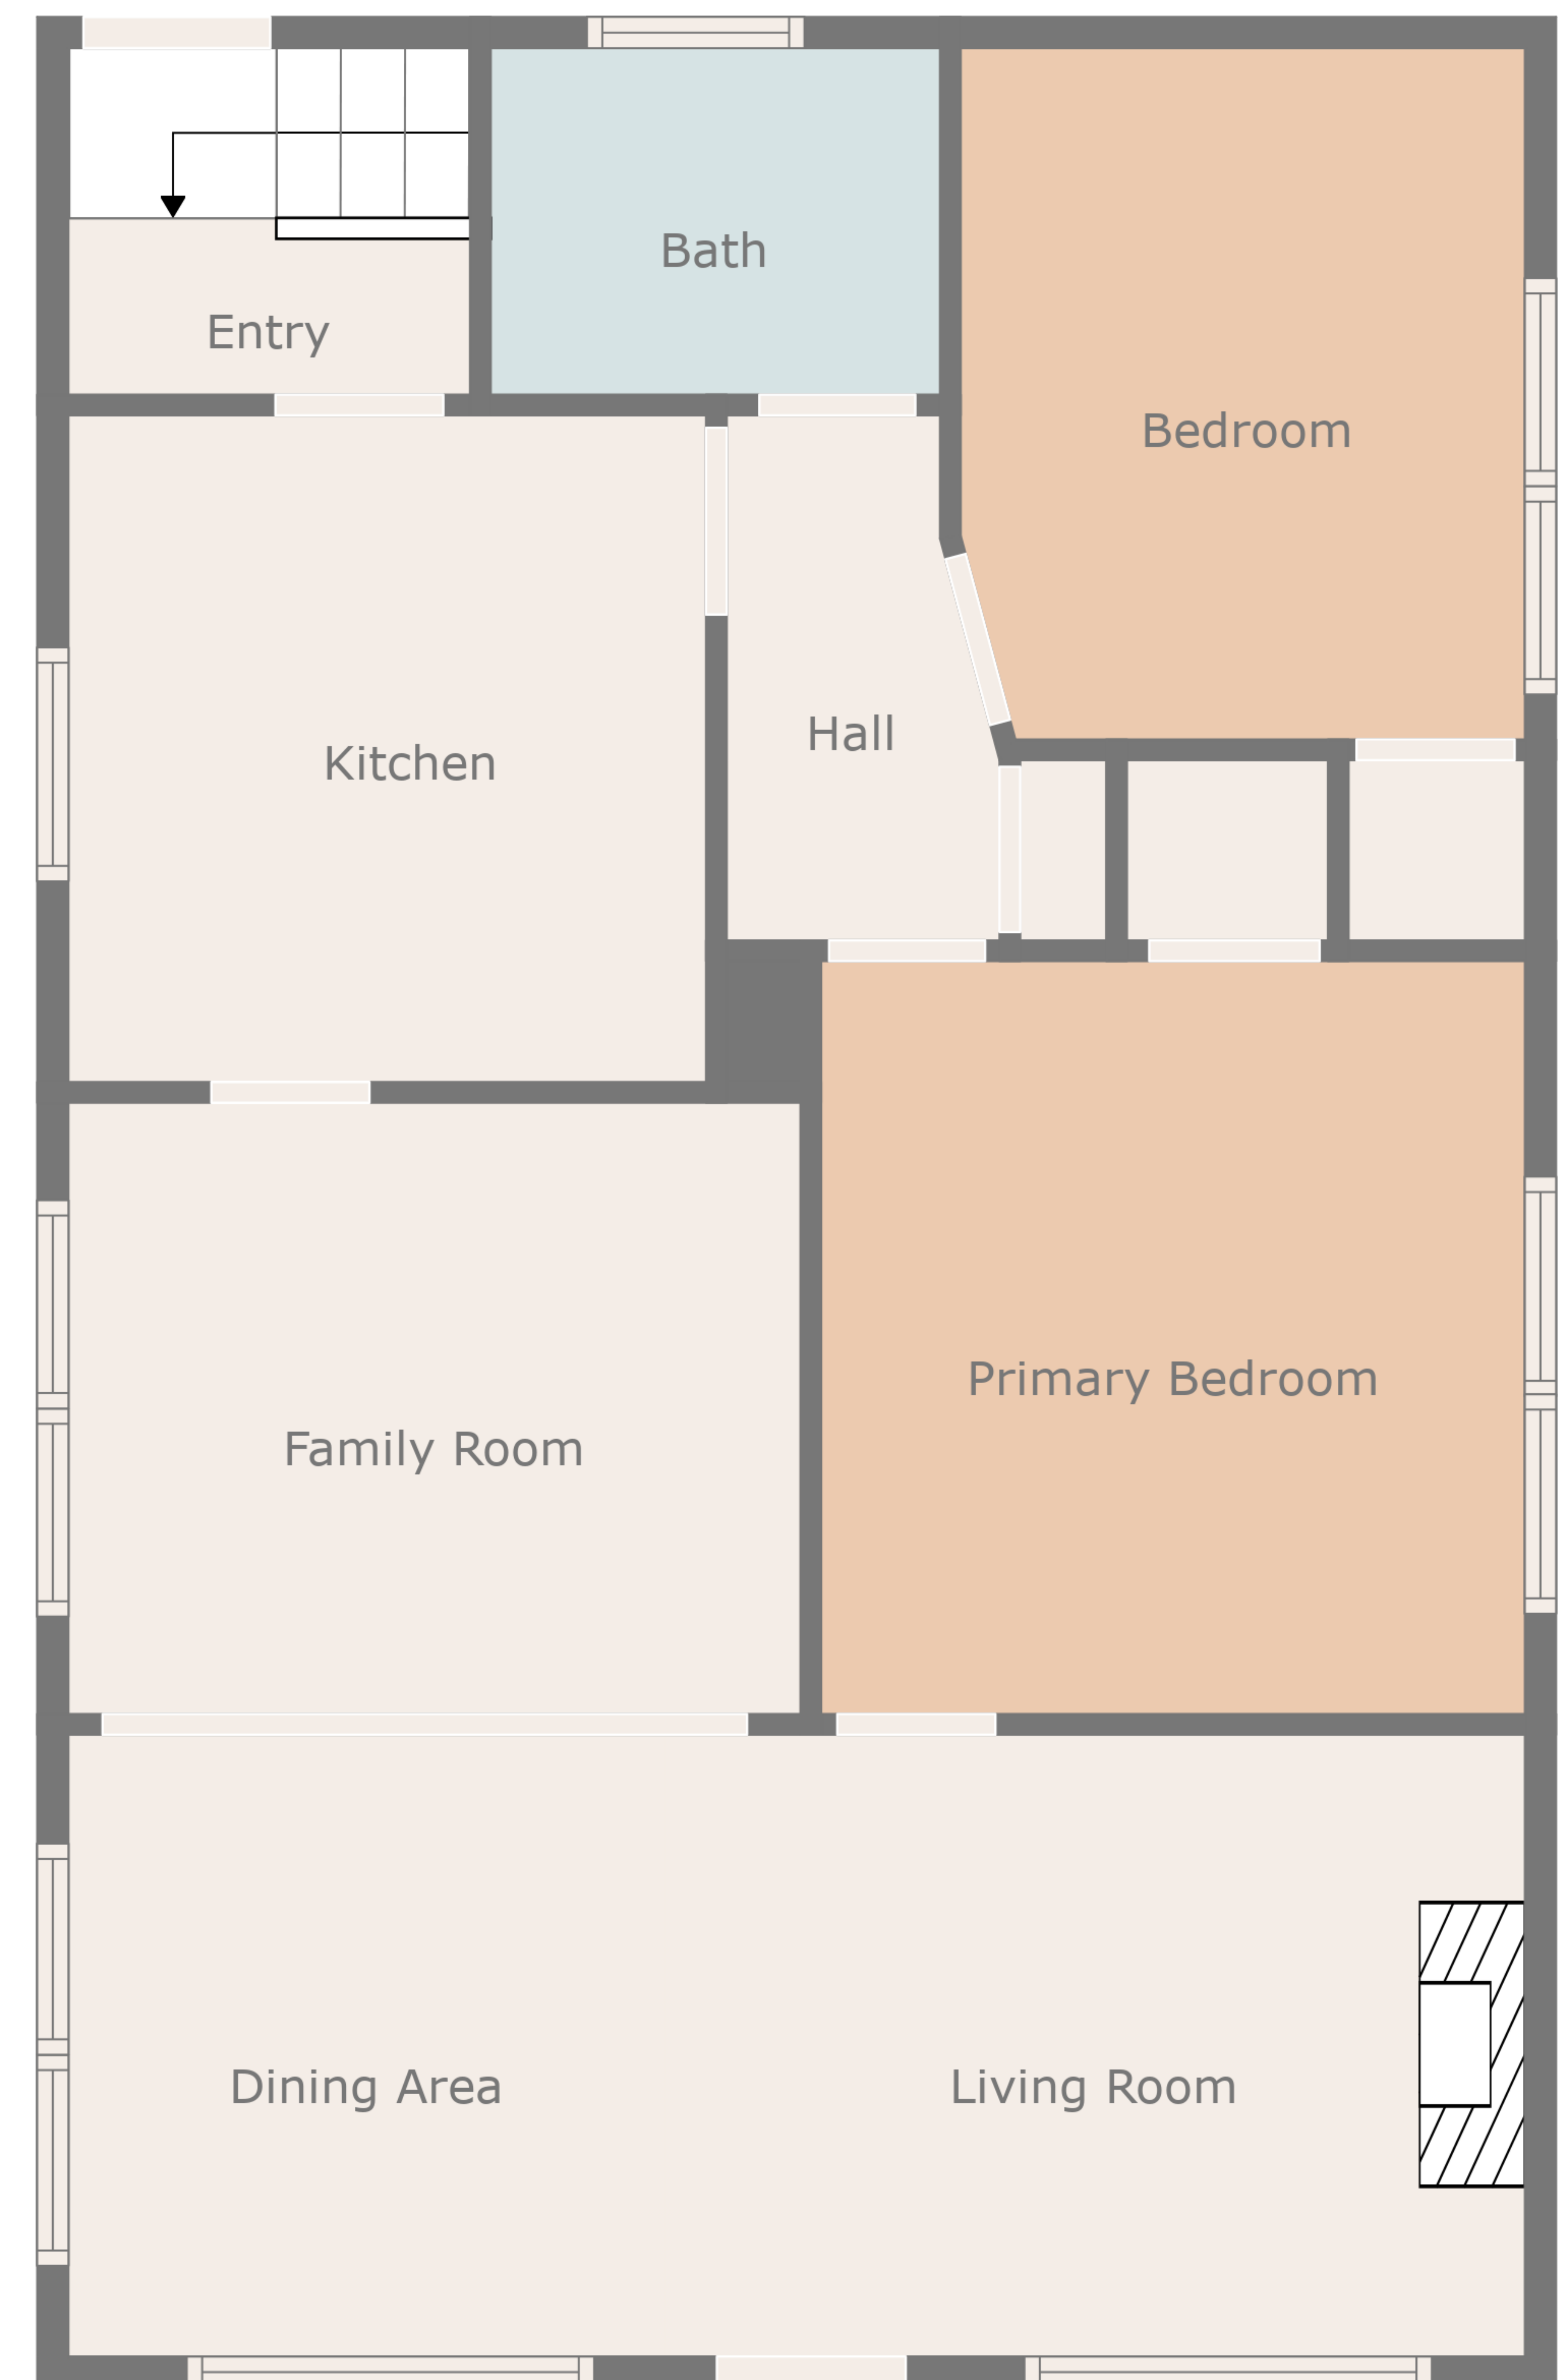 Bath
Entry
Bedroom
Hall
Kitchen
Primary Bedroom
Family Room
Dining Area
Living Room